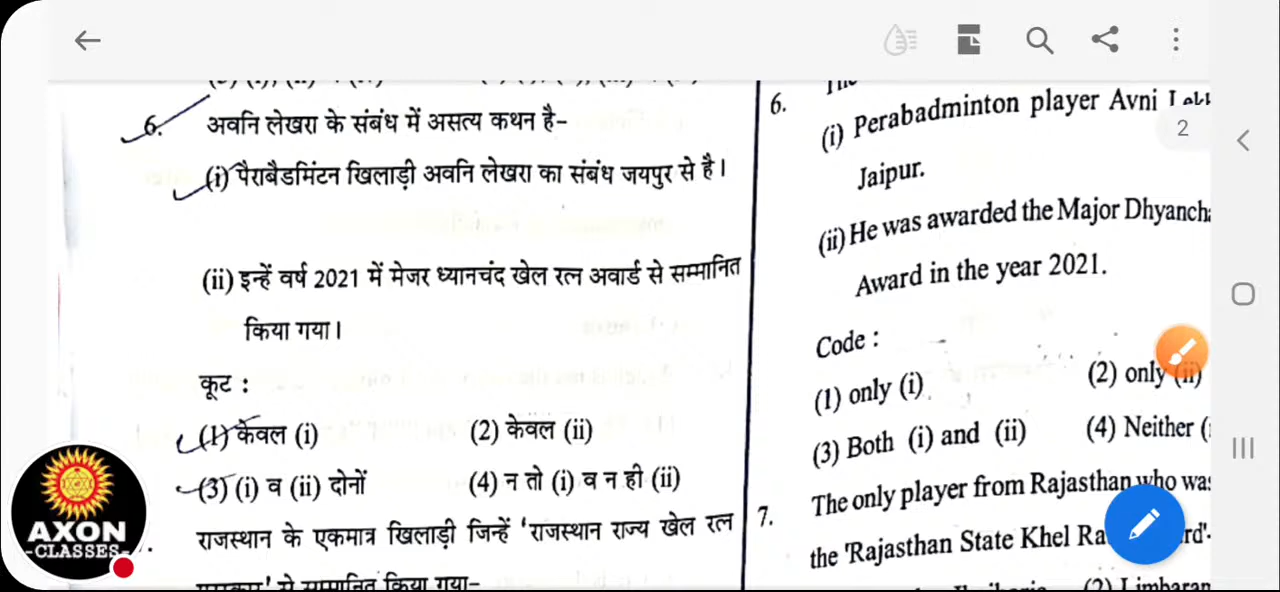 6. अवनि लेखरा के संबंध में असत्य कथन है-
(i) पैराबैडमिंटन खिलाड़ी अवनि लेखरा का संबंध जयपुर से है।
(ii) इन्हें वर्ष 2021 में मेजर ध्यानचंद खेल रत्न अवार्ड से सम्मानित
किया गया।
कूट :
(1) केवल (i) (2) केवल (ii)
(3) (i) व (ii) दोनों (4) न तो (i) व न ही (ii)
राजस्थान के एकमात्र खिलाड़ी जिन्हें 'राजस्थान राज्य खेल रत्न
से सम्मानित किया गया-
6.
(i) Perabadminton player Avni
Jaipur.
(ii) He was awarded the Major
Award in the year 2021.
Code :
(1) only (i) (2) only (ii)
(3) Both (i) and (ii) (4) Neither
7. The only player from Rajasthan who
the 'Rajasthan State Khel
2
AXON
-CLASSES-